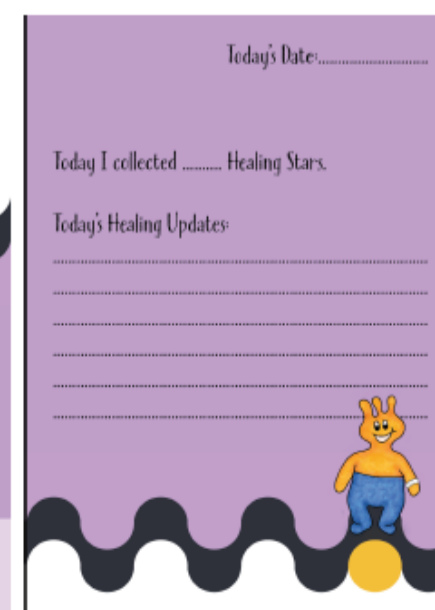 Today's Date:..............................
Today I collected .......... Healing Stars.
Today's Healing Updates: